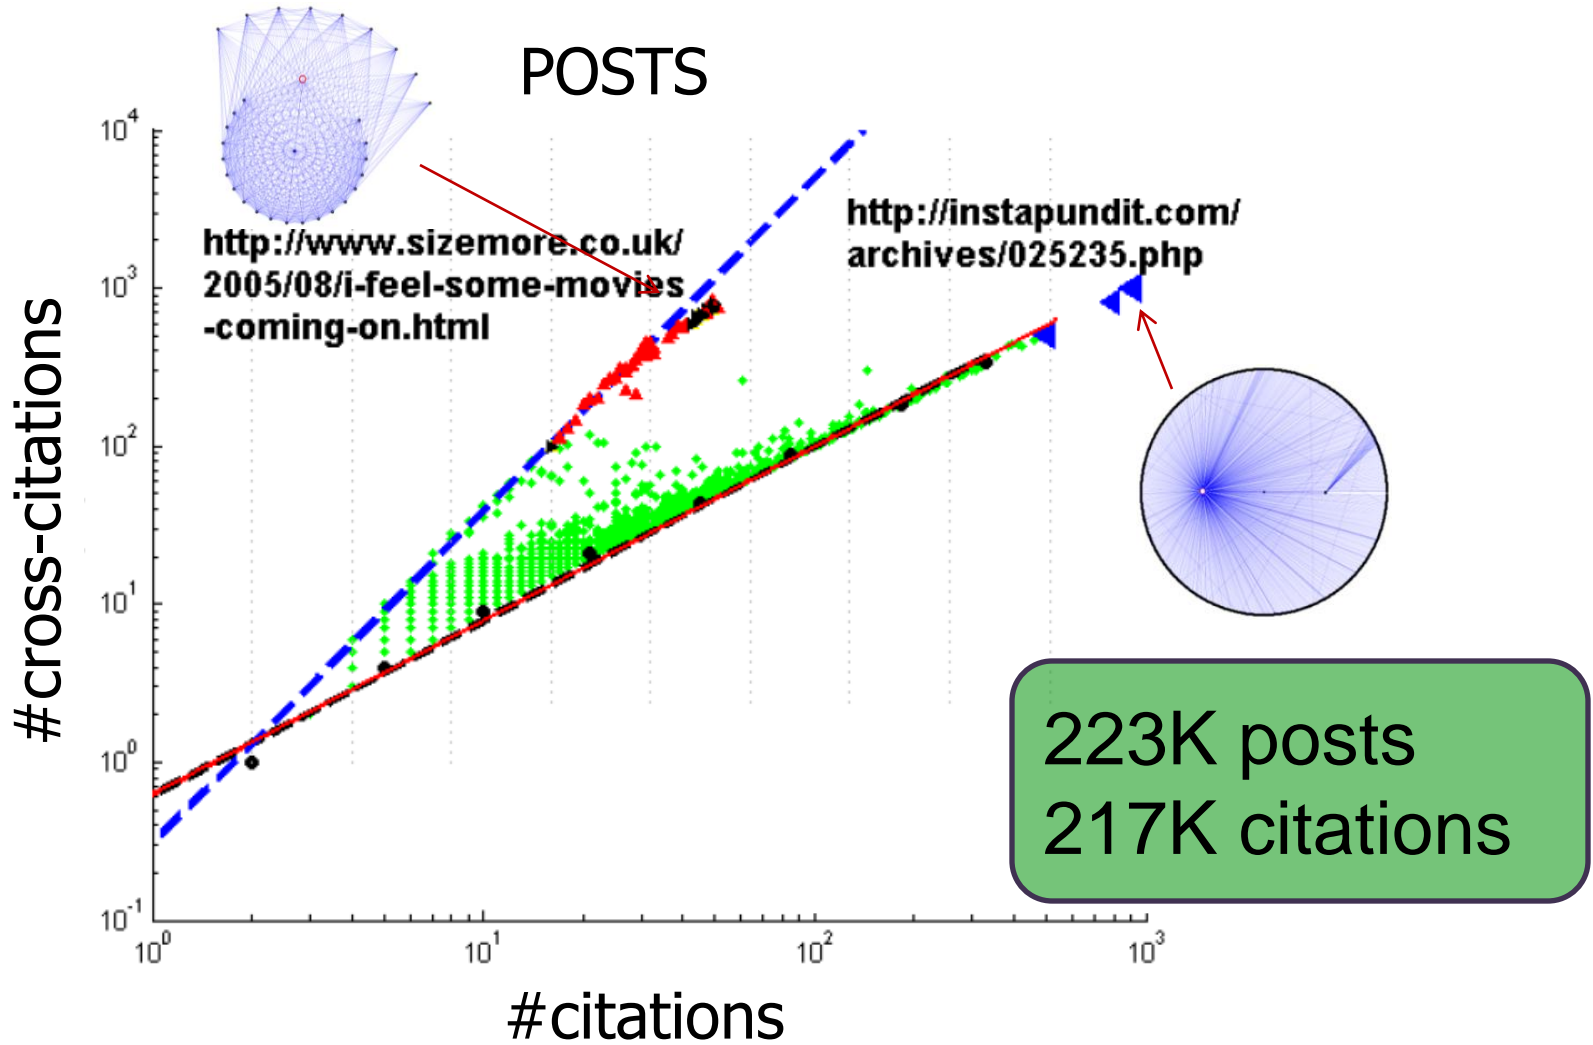 POSTS
10^4
http://instapundit.com/
archives/025235.php
http://www.sizemore.co.uk/
2005/08/i-feel-some-movies
-coming-on.html
10^3
10^2
#cross-citations
10^1
10^0
10^-1
223K posts
217K citations
10^0 10^1 10^2 10^3
#citations